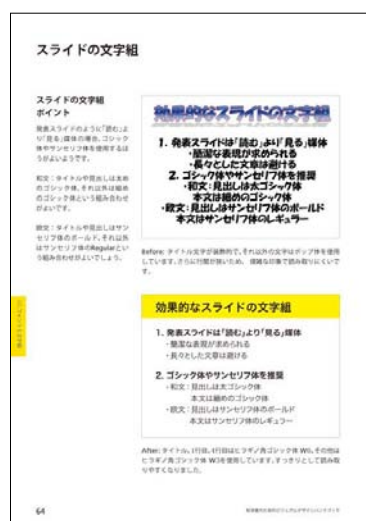 スライドの文字組
スライドの文字組
ポイント
発表スライドのように「読む」よ
り「見る」媒体の場合、ゴシック
体やサンセリフ体を使用するほ
うがよいようです。
和文：タイトルや見出しは太め
のゴシック体、それ以外は細め
のゴシック体という組み合わせ
がよいです。
欧文：タイトルや見出しはサン
セリフ体のボールド、それ以外
はサンセリフ体のRegularとい
う組み合わせがよいでしょう。
効果的なスライドの文字組
1. 発表スライドは「読む」より「見る」媒体
・簡潔な表現が求められる
・長々とした文章は避ける
2. ゴシック体やサンセリフ体を推奨
・和文：見出しは太ゴシック体
本文は細めのゴシック体
・欧文：見出しはサンセリフ体のボールド
本文はサンセリフ体のレギュラー
Before: タイトル文字が装飾的で、それ以外の文字はポップ体を使用
しています。さらに行間が狭いため、煩雑な印象で読み取りにくいで
す。
効果的なスライドの文字組
1. 発表スライドは「読む」より「見る」媒体
・簡潔な表現が求められる
・長々とした文章は避ける
2. ゴシック体やサンセリフ体を推奨
・和文：見出しは太ゴシック体
本文は細めのゴシック体
・欧文：見出しはサンセリフ体のボールド
本文はサンセリフ体のレギュラー
After: タイトル、1行目、4行目はヒラギノ角ゴシック体 W6、その他は
ヒラギノ角ゴシック体 W3を使用しています。すっきりとして読み取
りやすくなりました。
64